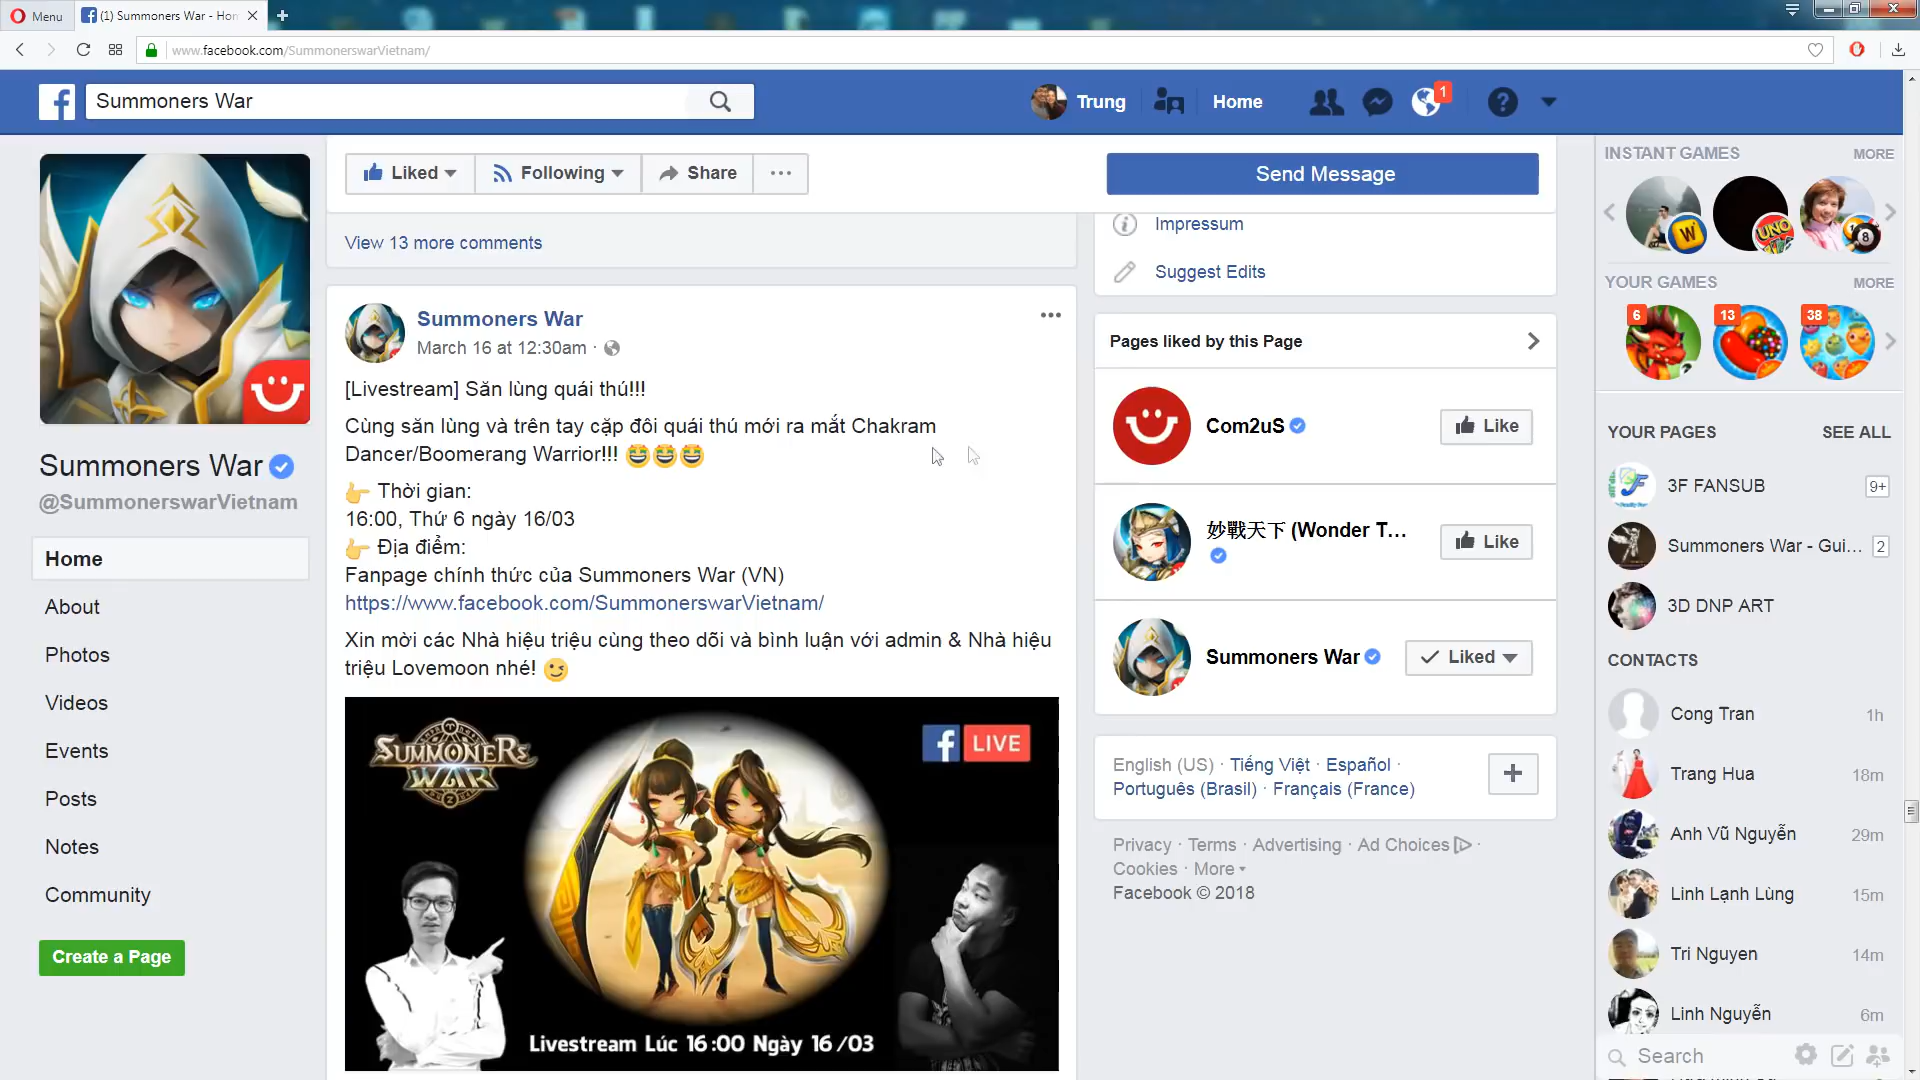 Menu
(1) Summoners War - Hom
www.facebook.com/SummonerswarVietnam/
Summoners War
Trung
Home
1
Liked
Following
Share
Send Message
View 13 more comments
Summoners War
@SummonerswarVietnam
Home
About
Photos
Videos
Events
Posts
Notes
Community
Create a Page
Summoners War
March 16 at 12:30am ·
[Livestream] Săn lùng quái thú!!!
Cùng săn lùng và trên tay cặp đôi quái thú mới ra mắt Chakram
Dancer/Boomerang Warrior!!!
Thời gian:
16:00, Thứ 6 ngày 16/03
Địa điểm:
Fanpage chính thức của Summoners War (VN)
https://www.facebook.com/SummonerswarVietnam/
Xin mời các Nhà hiệu triệu cùng theo dõi và bình luận với admin & Nhà hiệu
triệu Lovemoon nhé!
SUMMONERS
WAR
LIVE
Livestream Lúc 16:00 Ngày 16/03
Impressum
Suggest Edits
Pages liked by this Page
Com2uS
Like
妙戰天下 (Wonder T...
Like
Summoners War
Liked
English (US) · Tiếng Việt · Español ·
Português (Brasil) · Français (France)
Privacy · Terms · Advertising · Ad Choices ·
Cookies · More
Facebook © 2018
INSTANT GAMES
MORE
W
UNO
8
YOUR GAMES
MORE
6
13
38
YOUR PAGES
SEE ALL
3F FANSUB
9+
Summoners War - Gui...
2
3D DNP ART
CONTACTS
Cong Tran
1h
Trang Hua
18m
Anh Vũ Nguyễn
29m
Linh Lạnh Lùng
15m
Tri Nguyen
14m
Linh Nguyễn
6m
Search